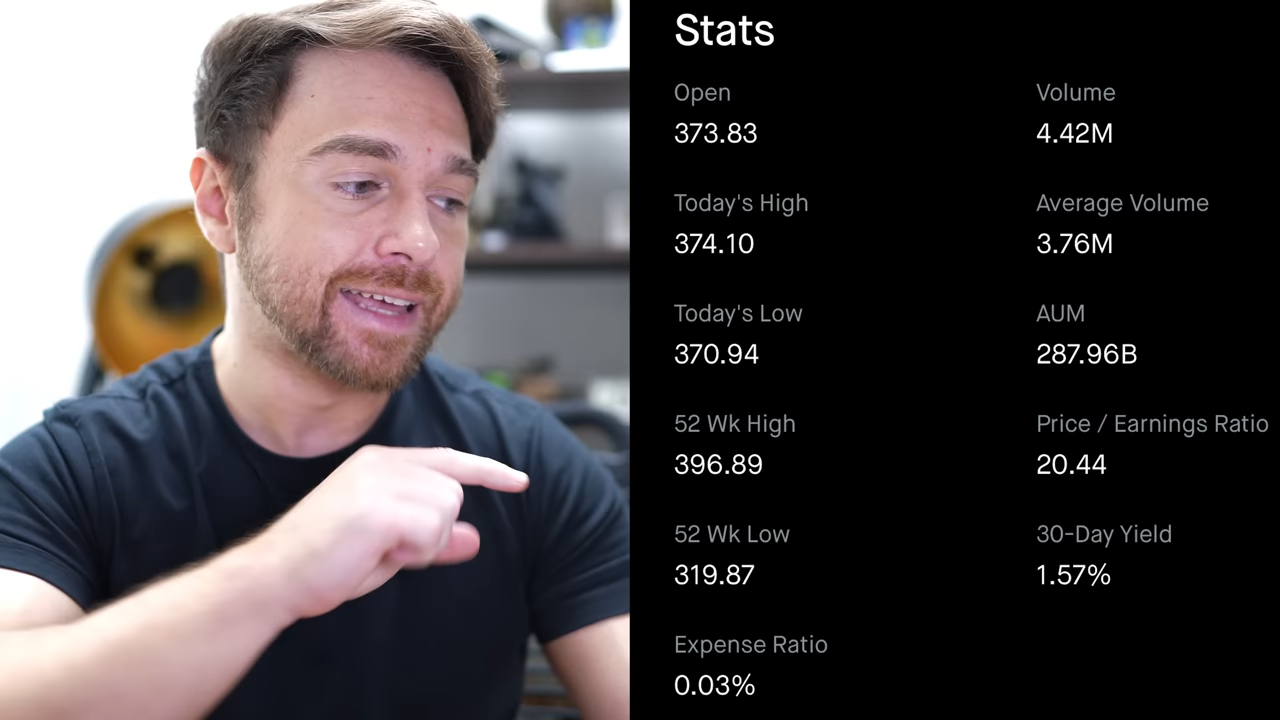 Stats
Open
373.83
Volume
4.42M
Today's High
374.10
Average Volume
3.76M
Today's Low
370.94
AUM
287.96B
52 Wk High
396.89
Price / Earnings Ratio
20.44
52 Wk Low
319.87
30-Day Yield
1.57%
Expense Ratio
0.03%